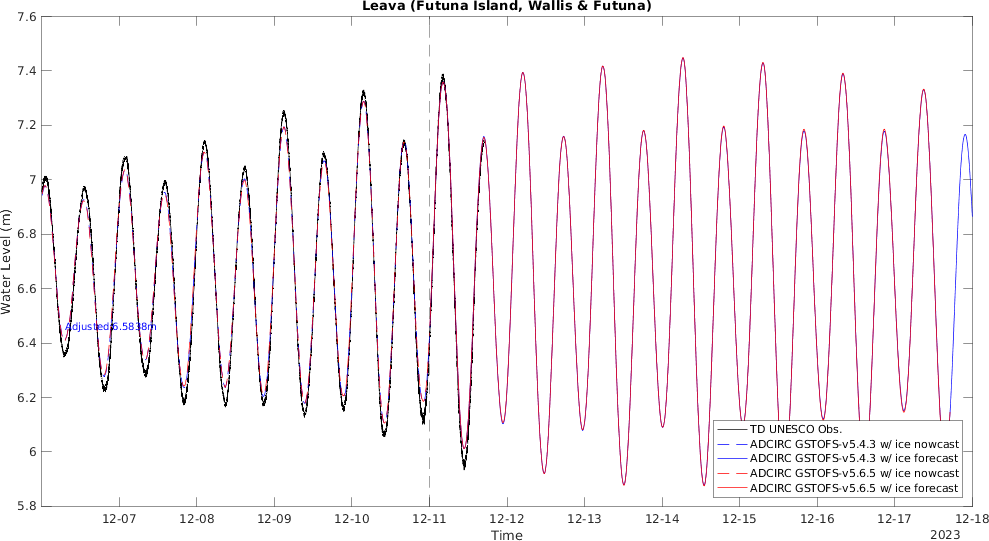 Leava (Futuna Island, Wallis & Futuna)
7.6
7.4
7.2
7
6.8
6.6
6.4
6.2
6
5.8
Water Level (m)
Adjusted:6.5838m
TD UNESCO Obs.
ADCIRC GSTOFS-v5.4.3 w/ ice nowcast
ADCIRC GSTOFS-v5.4.3 w/ ice forecast
ADCIRC GSTOFS-v5.6.5 w/ ice nowcast
ADCIRC GSTOFS-v5.6.5 w/ ice forecast
12-07 12-08 12-09 12-10 12-11 12-12 12-13 12-14 12-15 12-16 12-17 12-18
Time
2023